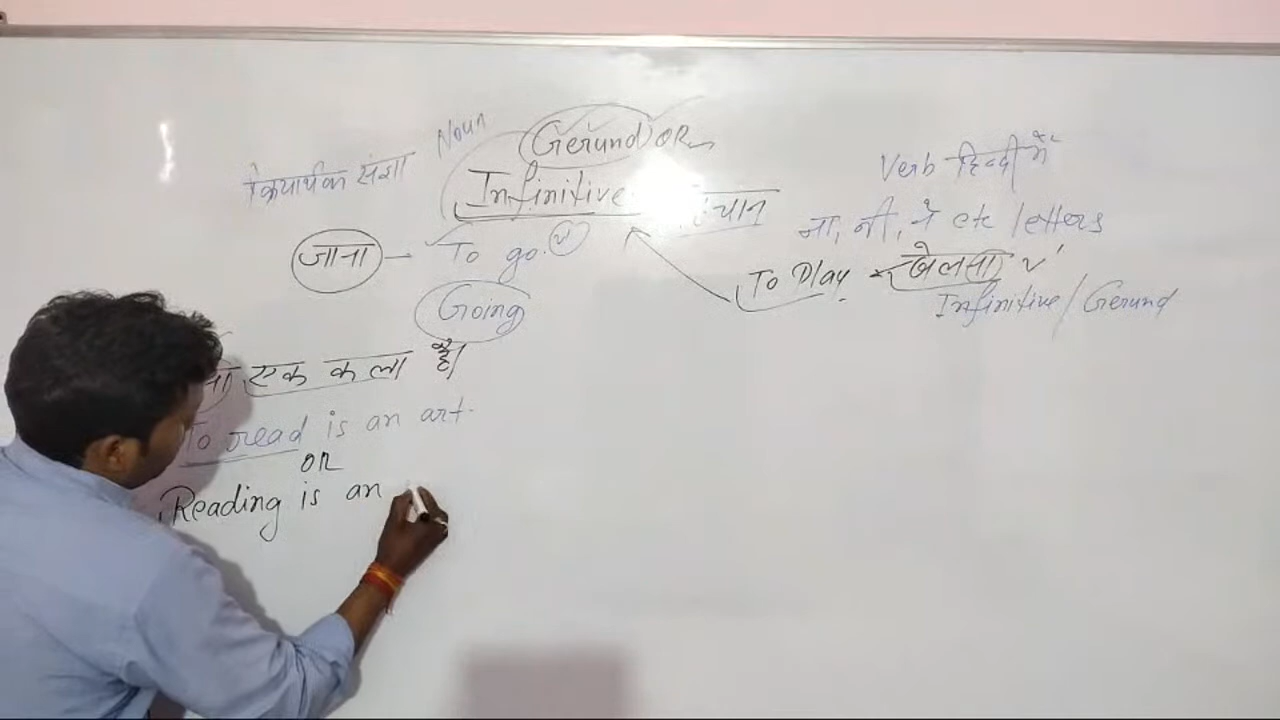 Noun Gerund OR
क्रियार्थक संज्ञा Infinitive
जाना - To go.
Going
एक कला है।
To read is an art.
OR
Reading is an
Verb हिन्दी में
ना, नी, ने etc letters
To Play खेलना
Infinitive / Gerund